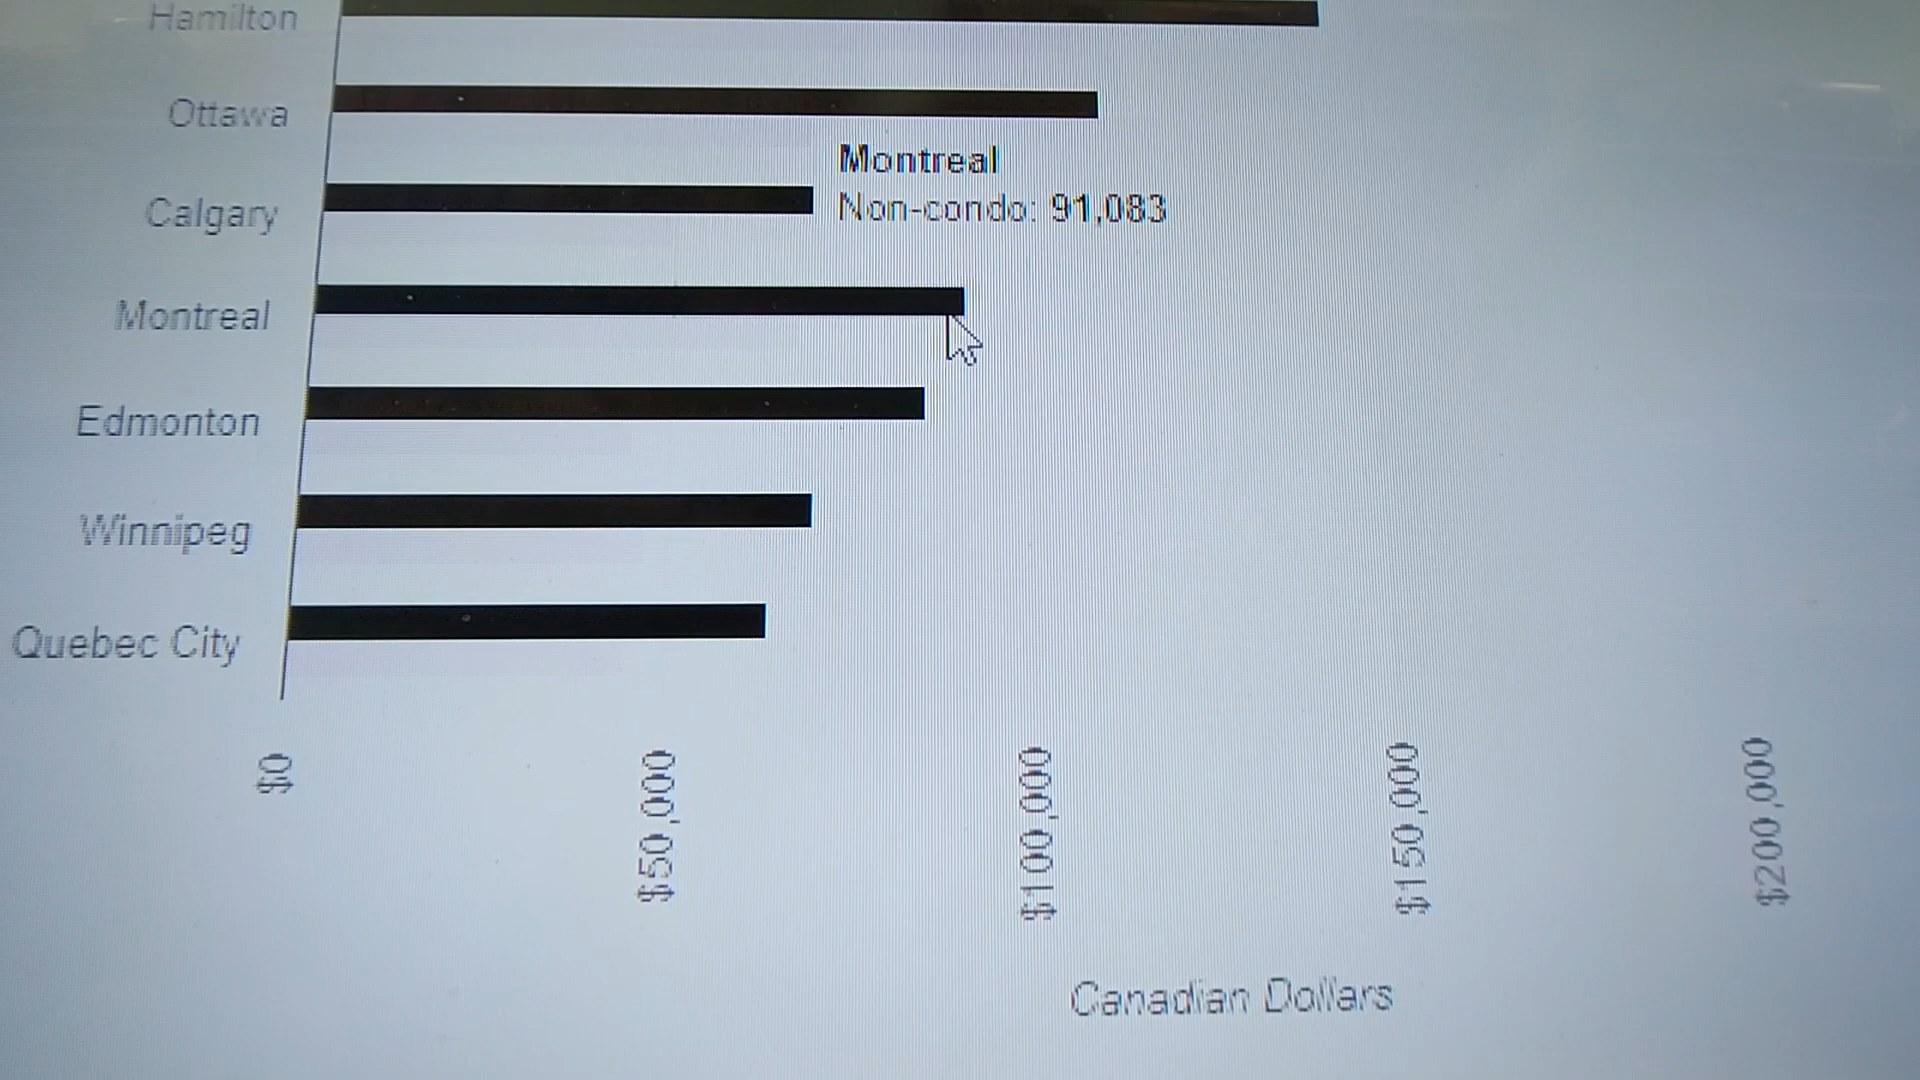 Hamilton
Ottawa
Montreal
Non-condo: 91,083
Calgary
Montreal
Edmonton
Winnipeg
Quebec City
$0
$50,000
$100,000
$150,000
$200,000
Canadian Dollars